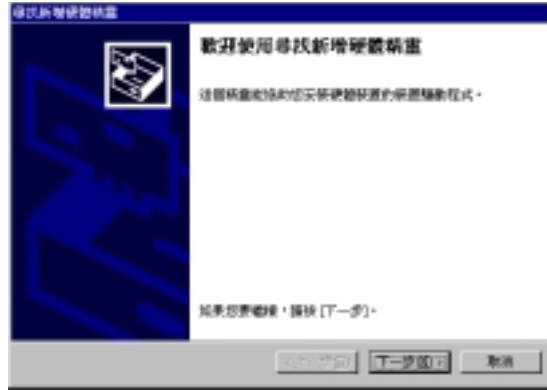 尋找新增硬體精靈
歡迎使用尋找新增硬體精靈
這個精靈能協助您安裝硬體裝置的裝置驅動程式。
如果您要繼續，請按 [下一步]。
下一步(N) >
取消